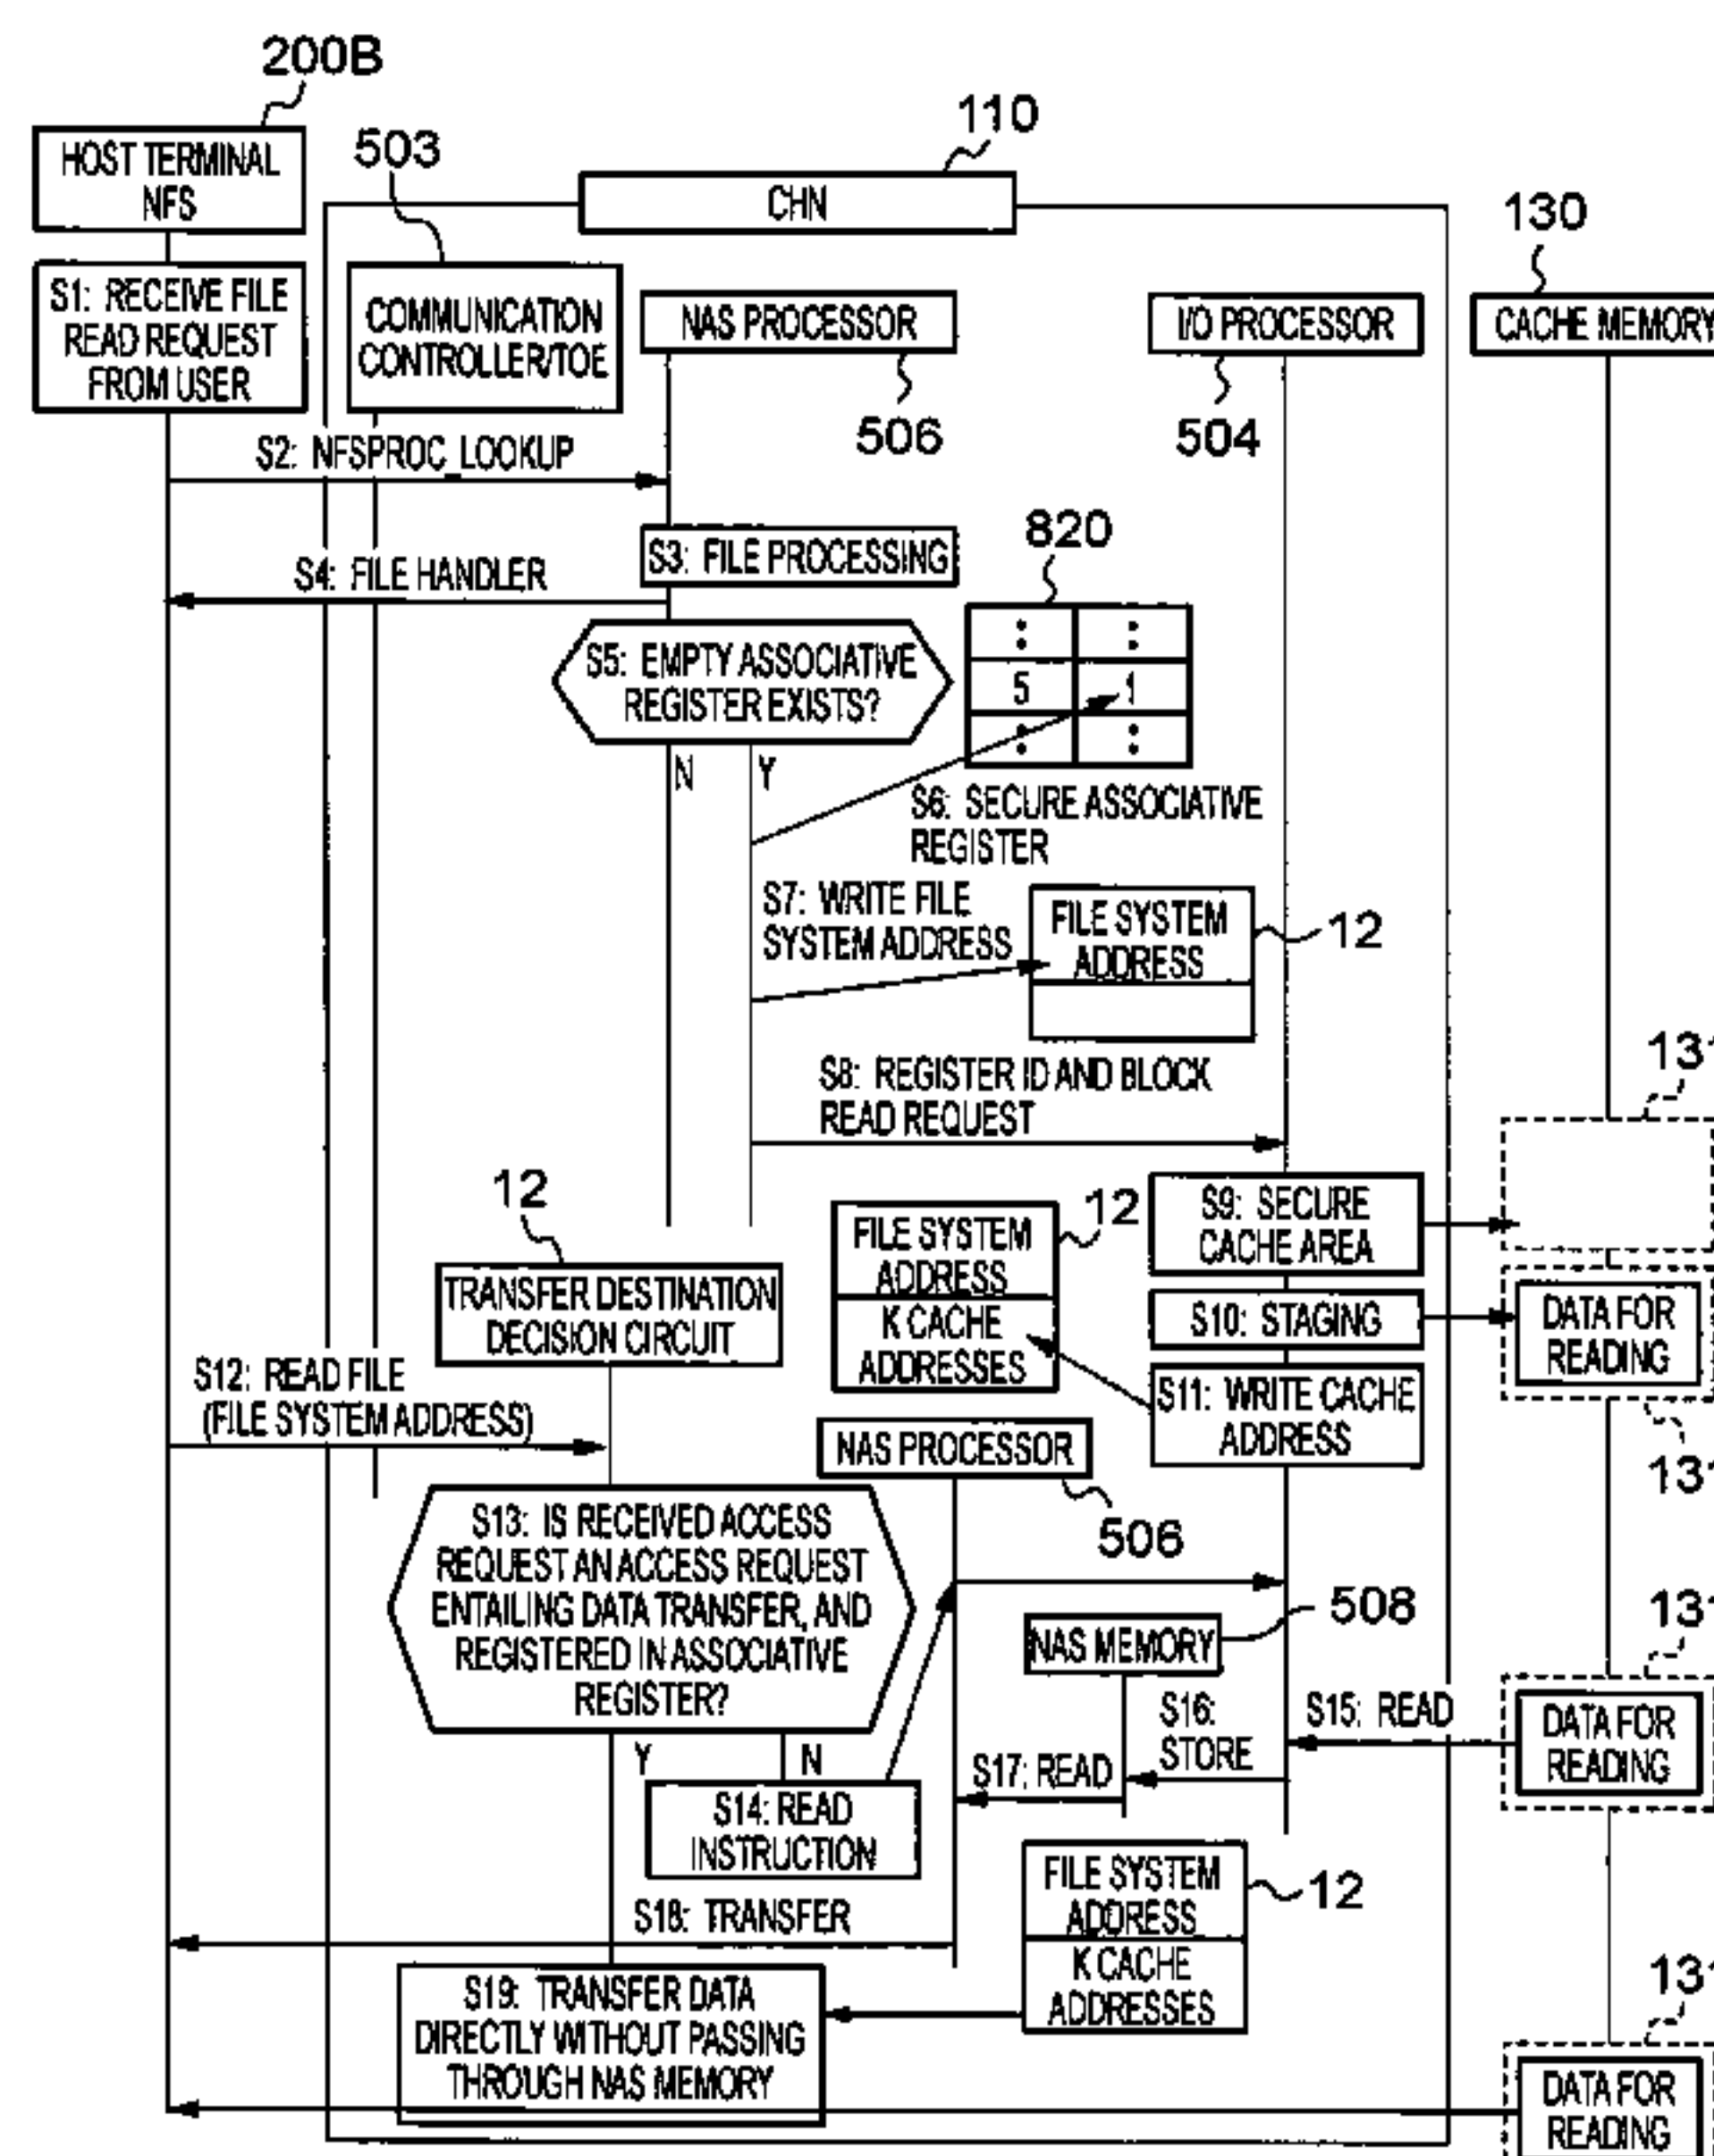 200B
110
HOST TERMINAL
NFS
503
CHN
130
S1: RECEIVE FILE
READ REQUEST
FROM USER
COMMUNICATION
CONTROLLER/TOE
NAS PROCESSOR
I/O PROCESSOR
CACHE MEMORY
506
504
S2: NFSPROC_LOOKUP
820
S3: FILE PROCESSING
S4: FILE HANDLER
S5: EMPTY ASSOCIATIVE
REGISTER EXISTS?
5 1
N Y
S6: SECURE ASSOCIATIVE
REGISTER
S7: WRITE FILE
SYSTEM ADDRESS
FILE SYSTEM
ADDRESS
12
S8: REGISTER ID AND BLOCK
READ REQUEST
131
12
12
FILE SYSTEM
ADDRESS
K CACHE
ADDRESSES
S9: SECURE
CACHE AREA
TRANSFER DESTINATION
DECISION CIRCUIT
S10: STAGING
DATA FOR
READING
S11: WRITE CACHE
ADDRESS
S12: READ FILE
(FILE SYSTEM ADDRESS)
NAS PROCESSOR
131
506
S13: IS RECEIVED ACCESS
REQUEST AN ACCESS REQUEST
ENTAILING DATA TRANSFER, AND
REGISTERED IN ASSOCIATIVE
REGISTER?
508
NAS MEMORY
131
Y N
S16:
STORE
S15: READ
DATA FOR
READING
S17: READ
S14: READ
INSTRUCTION
FILE SYSTEM
ADDRESS
K CACHE
ADDRESSES
12
S18: TRANSFER
131
S19: TRANSFER DATA
DIRECTLY WITHOUT PASSING
THROUGH NAS MEMORY
DATA FOR
READING